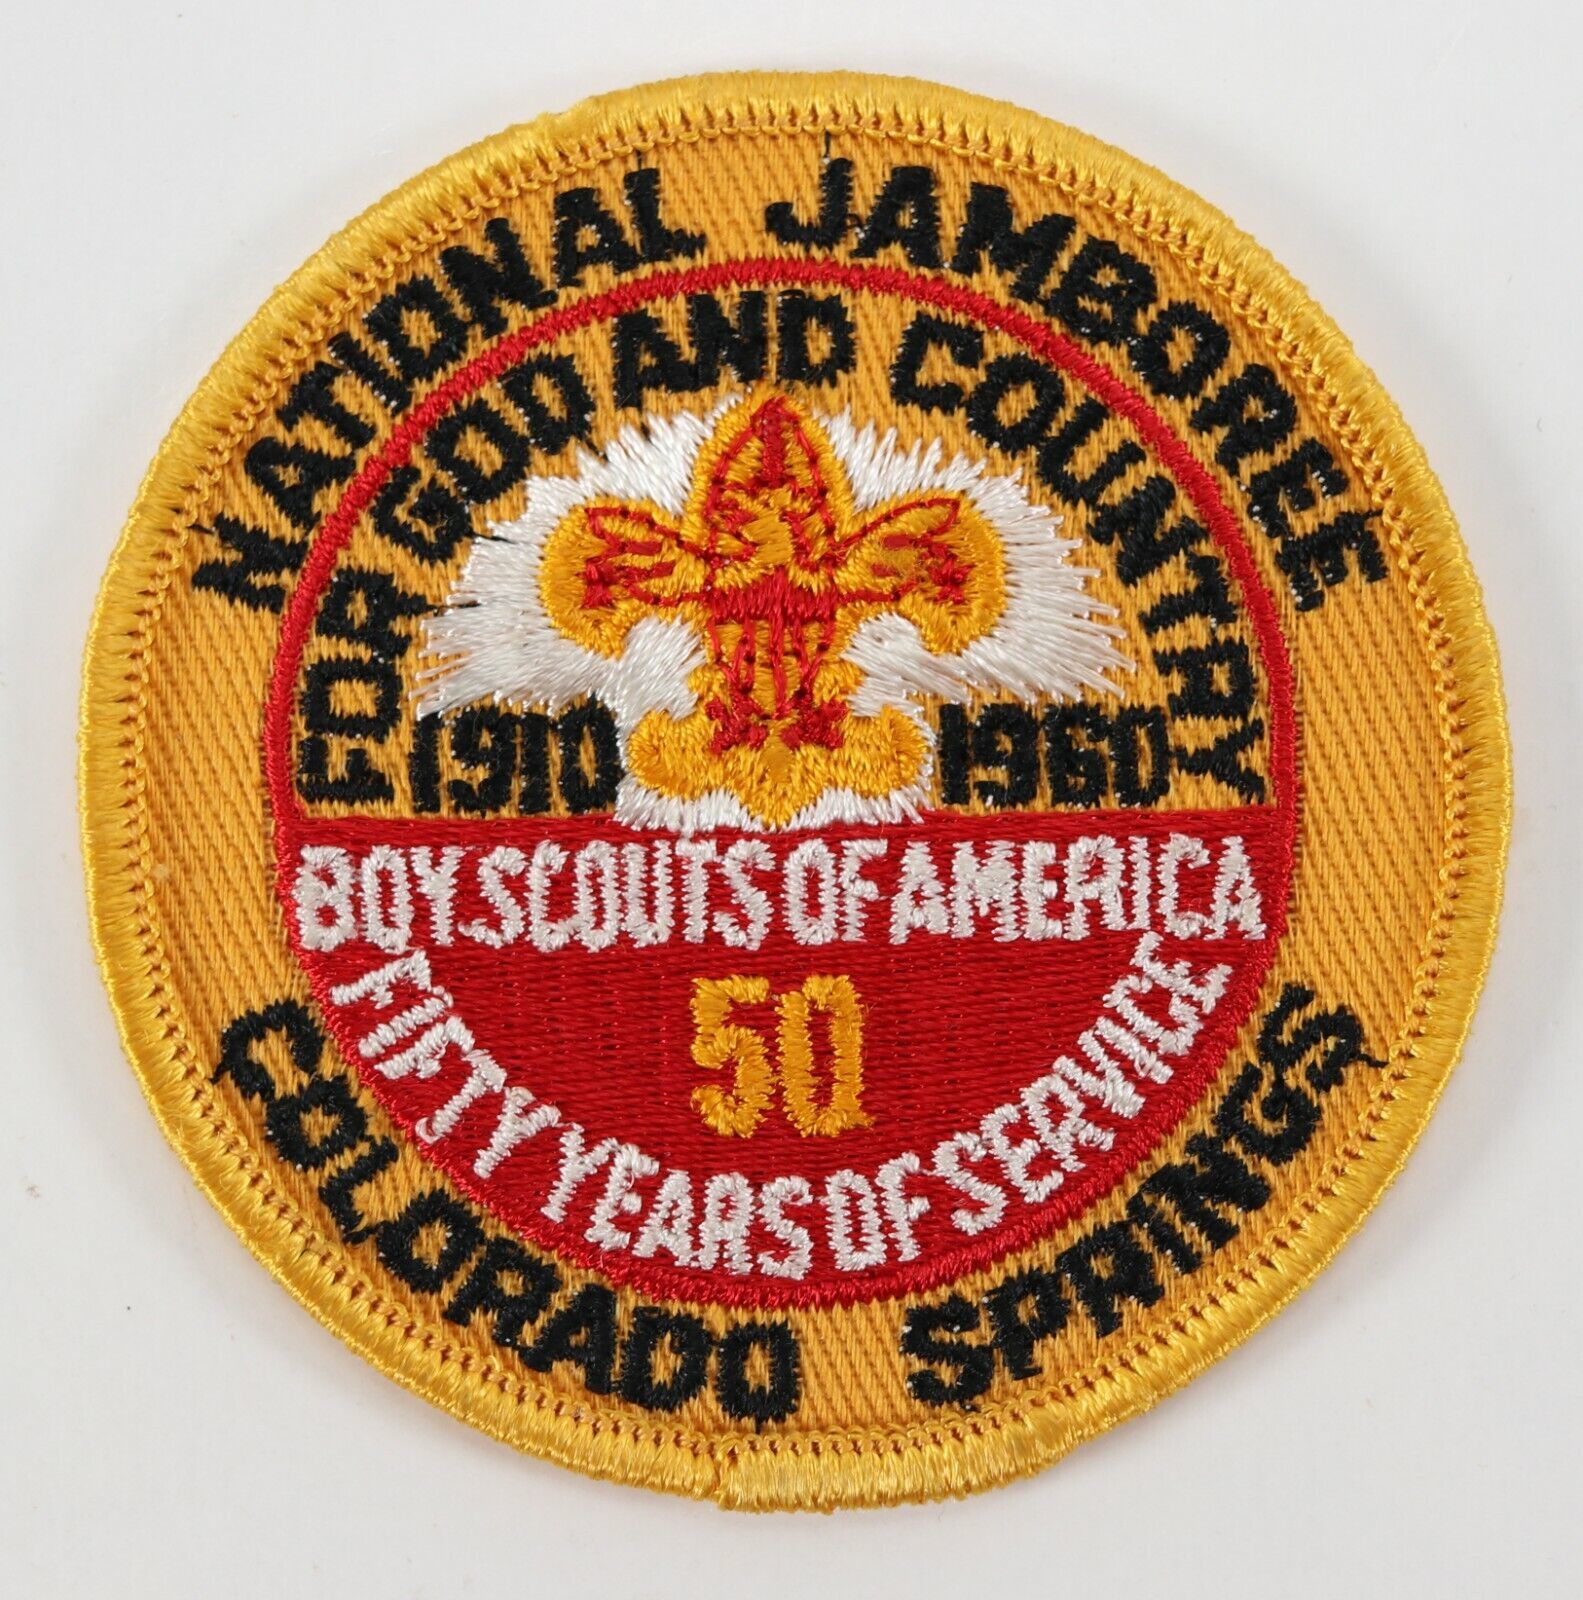 NATIONAL JAMBOREE
FOR GOD AND COUNTRY
1910 1960
BOY SCOUTS OF AMERICA
50
FIFTY YEARS OF SERVICE
COLORADO SPRINGS